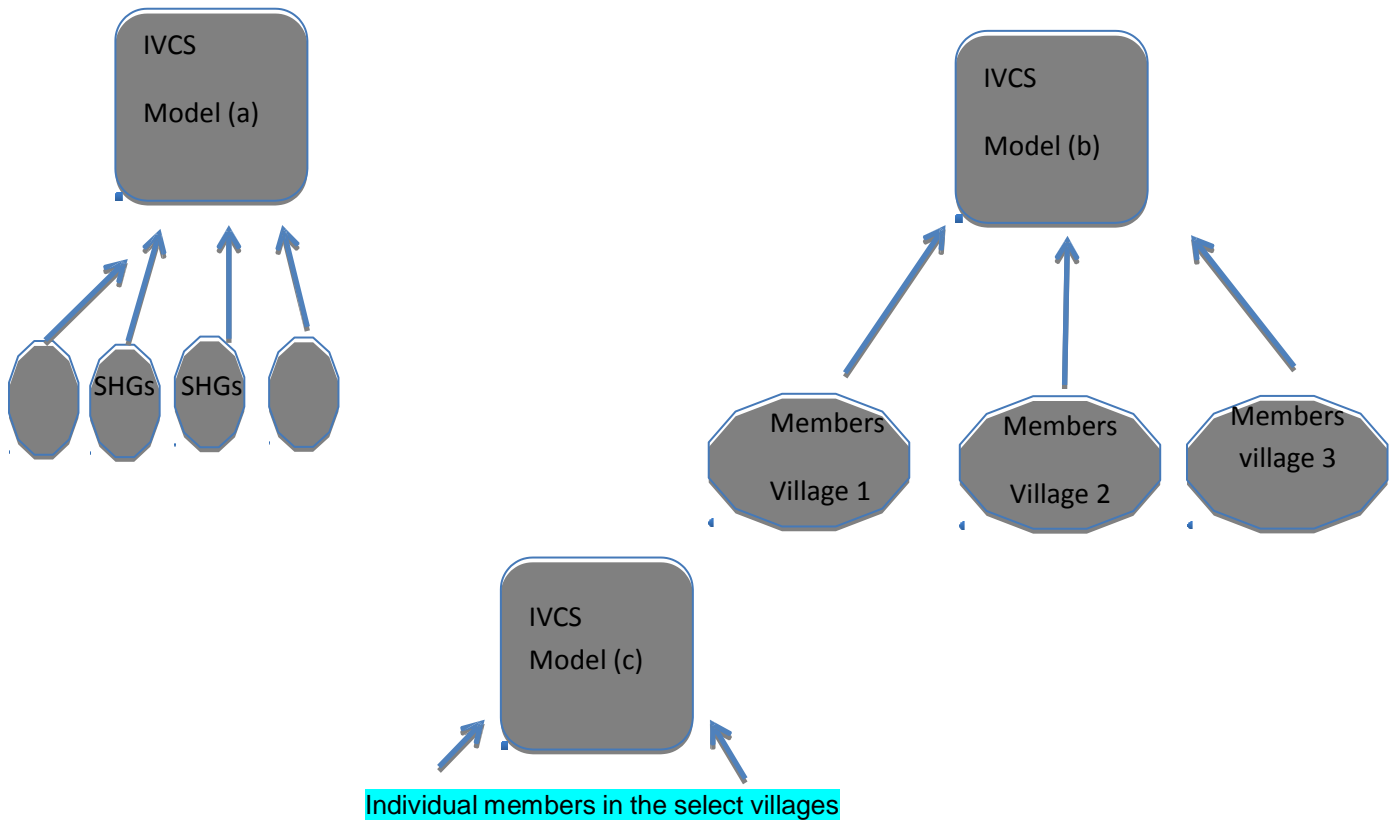 IVCS
Model (a)
SHGs
SHGs
IVCS
Model (b)
Members
Village 1
Members
Village 2
Members
village 3
IVCS
Model (c)
Individual members in the select villages